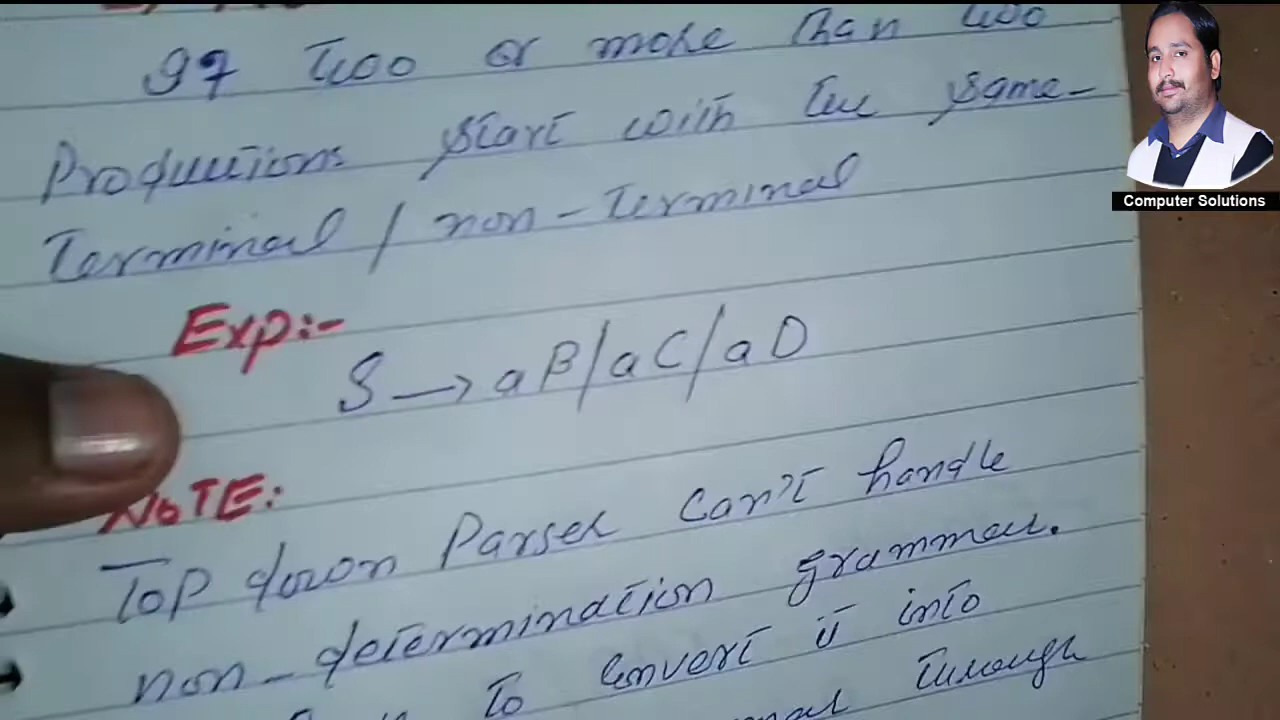 If two or more than two
Productions start with the same-
Terminal / non-Terminal
Exp:-
S → aB/aC/aD
NOTE:
Top down Parser Can't handle
non-determination grammar.
To Convert it into
through
Computer Solutions